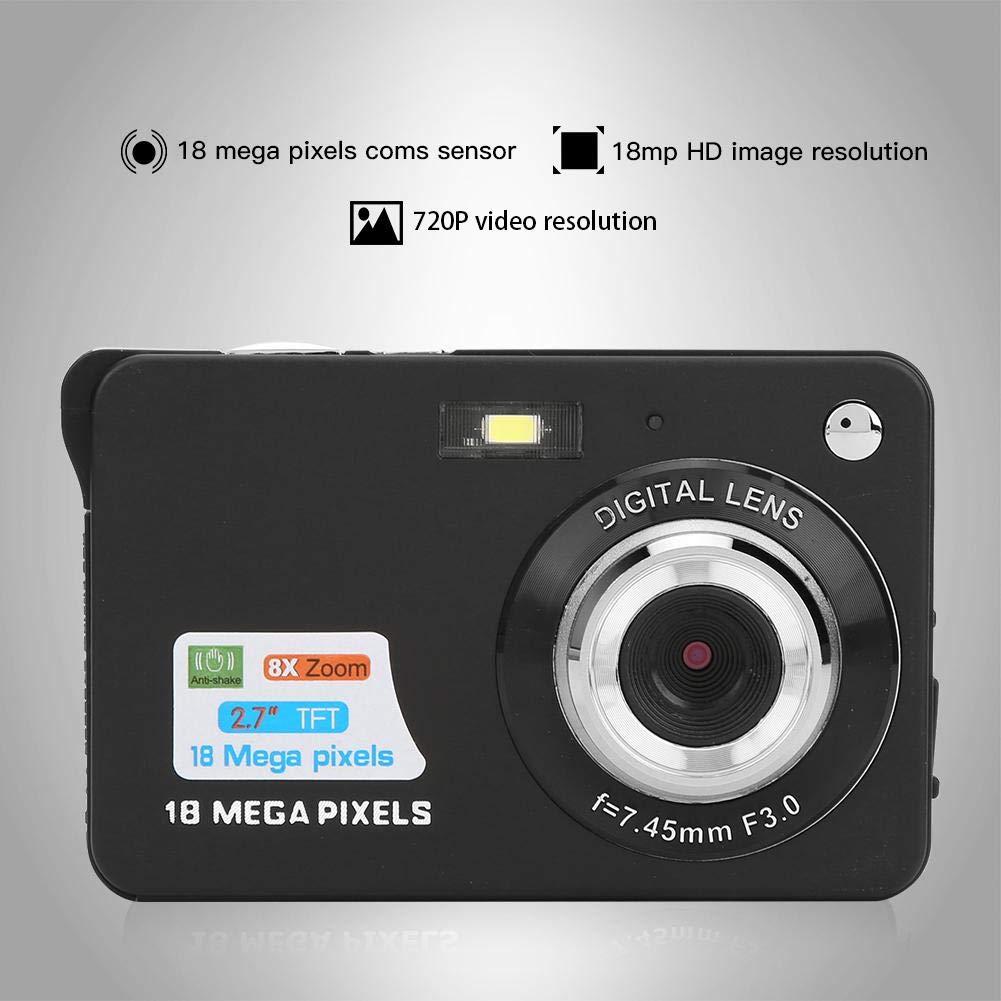 18 mega pixels coms sensor
18mp HD image resolution
720P video resolution
DIGITAL LENS
Anti-shake
8X Zoom
2.7" TFT
18 Mega pixels
18 MEGA PIXELS
f=7.45mm F3.0